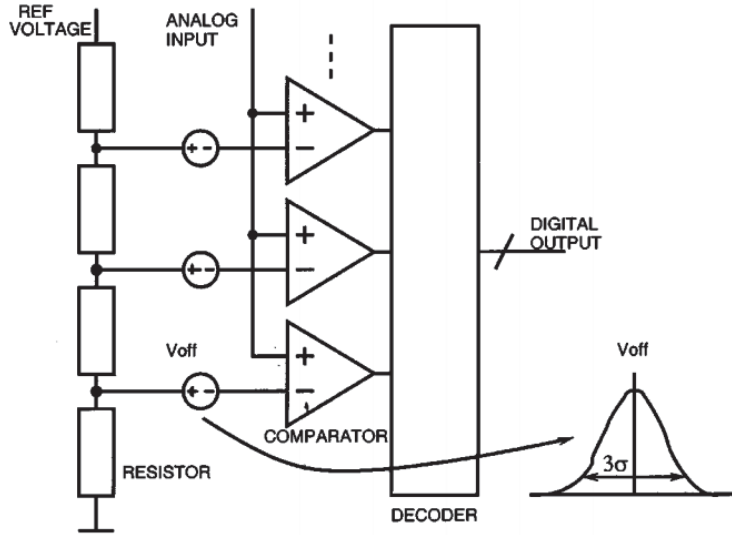 REF
VOLTAGE
ANALOG
INPUT
+
−
+ -
+
−
+ -
DIGITAL
OUTPUT
Voff
+
−
+ -
COMPARATOR
RESISTOR
DECODER
Voff
3σ